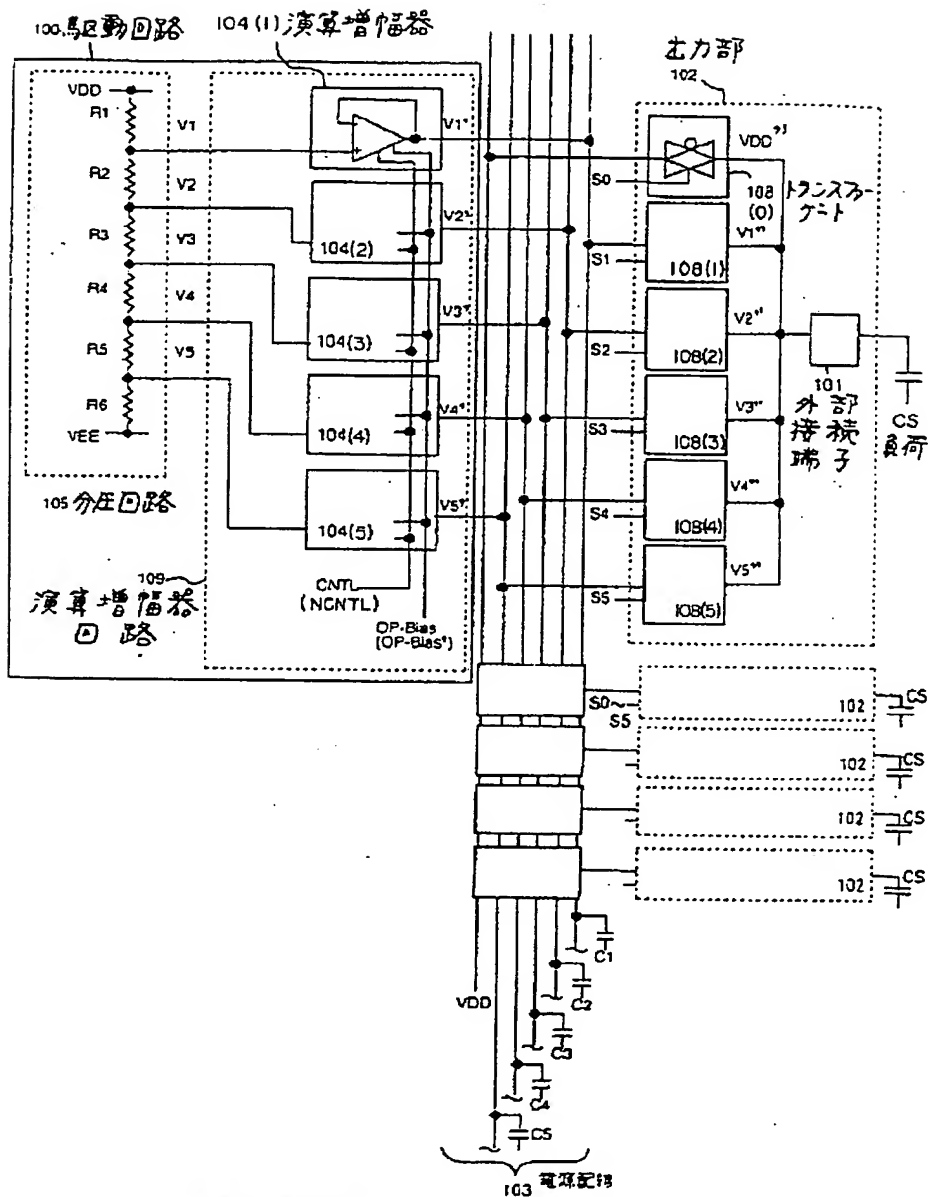 100 駆動回路
104(1) 演算増幅器
出力部
102
VDD
R1
V1
R2
V2
R3
V3
R4
V4
R5
V5
R6
VEE
105 分圧回路
V1'
104(2)
V2'
104(3)
V3'
104(4)
V4'
104(5)
V5'
CNTL
(NCNTL)
OP-Bias
(OP-Bias')
109
演算増幅器
回路
VDD"
S0
108
(0)
トランスファー
ゲート
V1"
S1
108(1)
V2"
S2
108(2)
V3"
S3
108(3)
V4"
S4
108(4)
V5"
S5
108(5)
101
外部
接続
端子
CS
負荷
S0~
S5
102
CS
102
CS
102
CS
102
CS
C1
VDD
C2
C3
C4
C5
103 電源配線